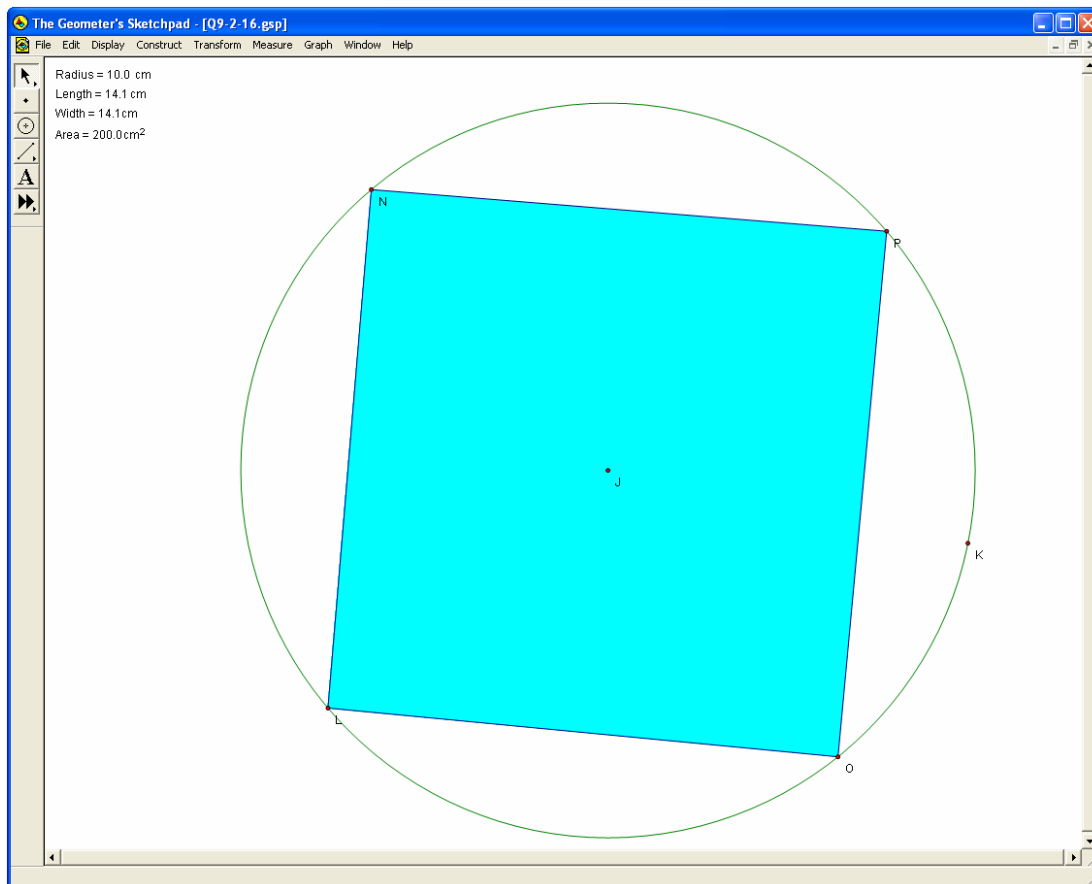 The Geometer's Sketchpad - [Q9-2-16.gsp]
File Edit Display Construct Transform Measure Graph Window Help
Radius = 10.0 cm
Length = 14.1 cm
Width = 14.1cm
Area = 200.0cm²
A
N
P
J
K
L
O